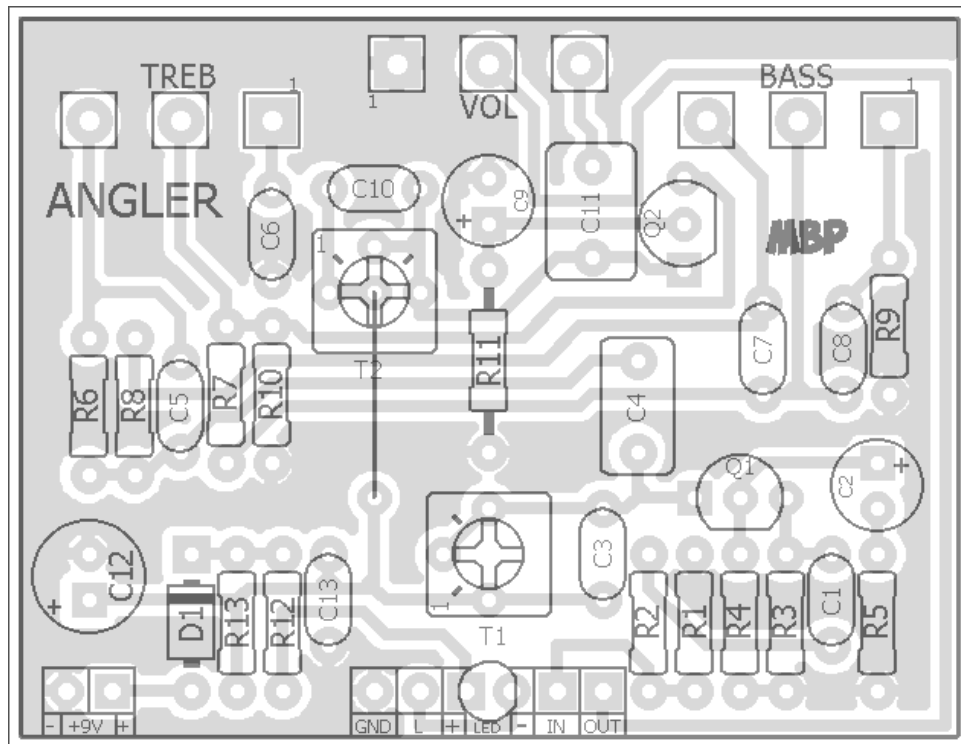 TREB
1
1
VOL
BASS
1
ANGLER
C10
C9
C11
Q2
MBP
C6
1
T2
R11
C7
C8
R9
R6
R8
C5
R7
R10
C4
Q1
C2
+
+
C12
+
D1
R13
R12
C13
1
T1
C3
R2
R1
R4
R3
C1
R5
- +9V +
GND L + LED - IN OUT